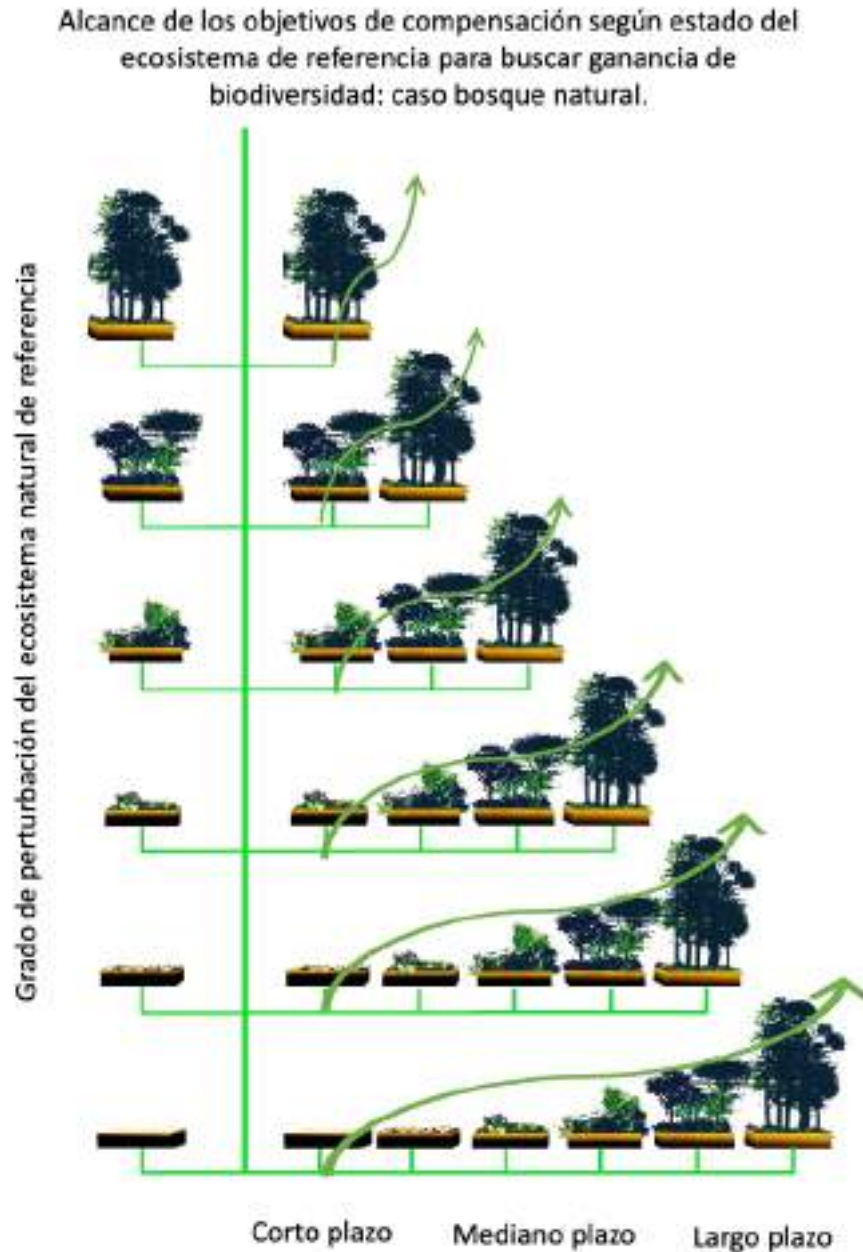 Alcance de los objetivos de compensación según estado del
ecosistema de referencia para buscar ganancia de
biodiversidad: caso bosque natural.
Grado de perturbación del ecosistema natural de referencia
Corto plazo
Mediano plazo
Largo plazo